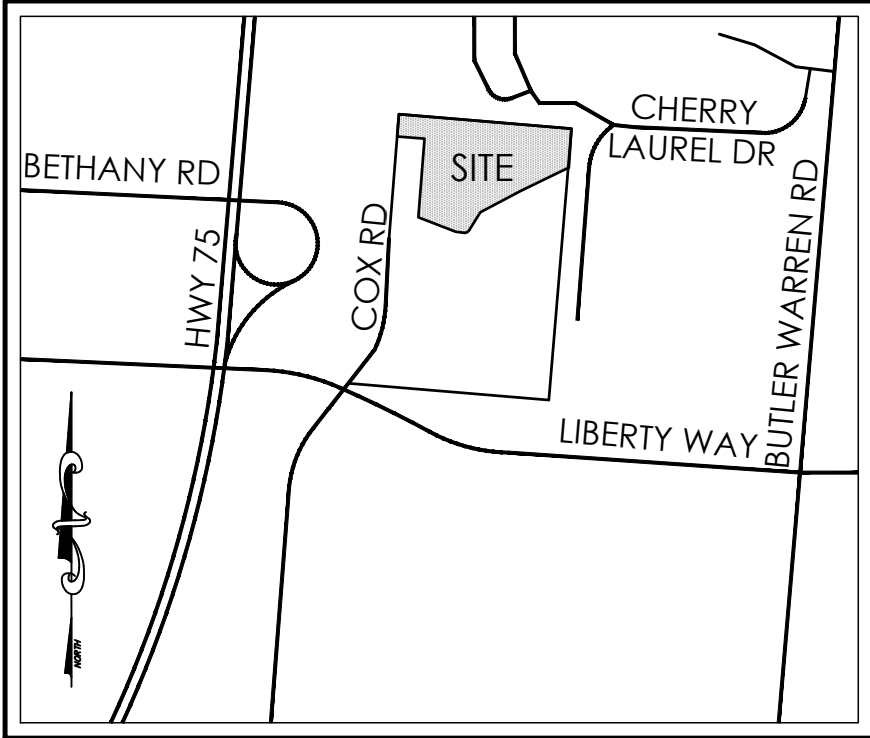 CHERRY
LAUREL DR
BETHANY RD
SITE
HWY 75
COX RD
BUTLER WARREN RD
LIBERTY WAY
NORTH